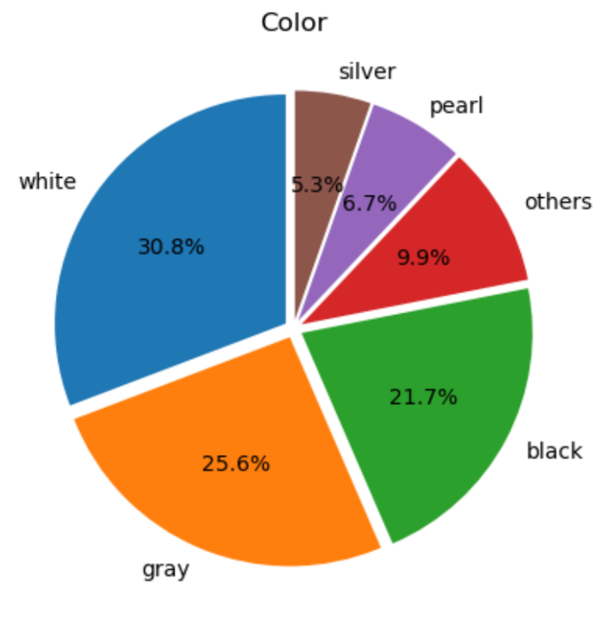 Color
silver
pearl
white
others
5.3%
6.7%
30.8%
9.9%
21.7%
black
25.6%
gray